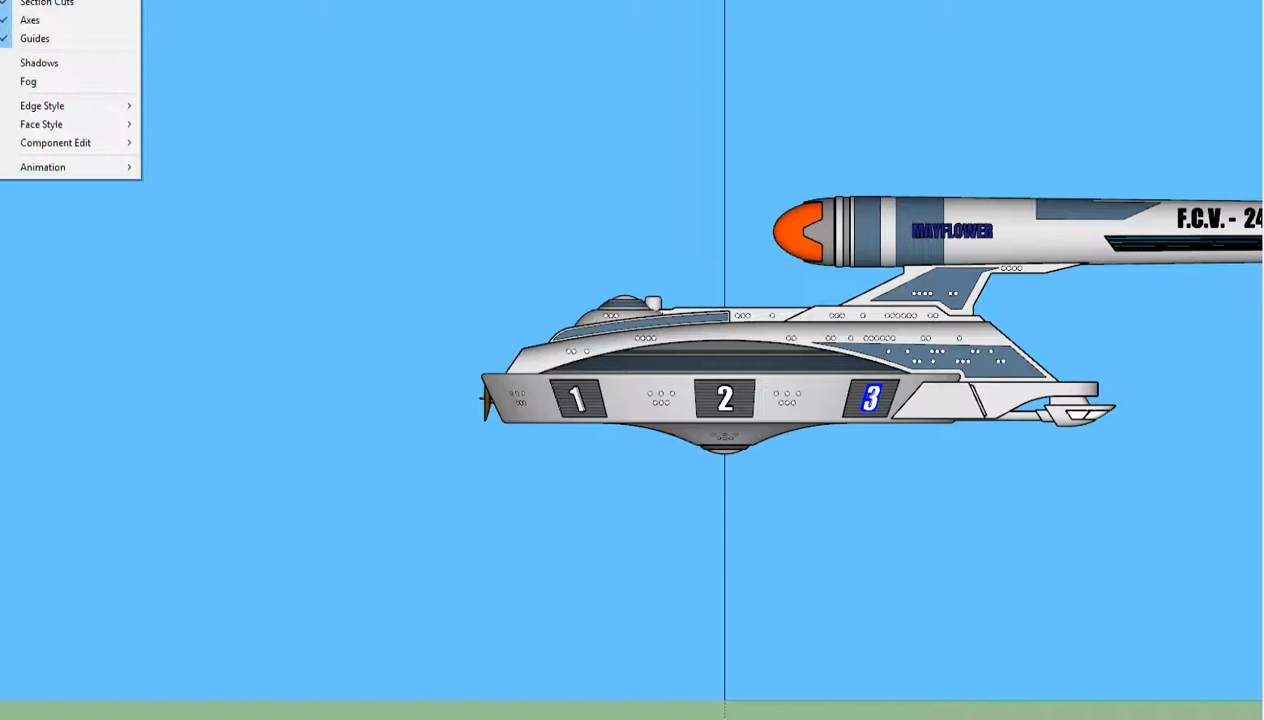 Section Cuts
Axes
Guides
Shadows
Fog
Edge Style
Face Style
Component Edit
Animation
MAYFLOWER
F.C.V. - 24
1
2
3